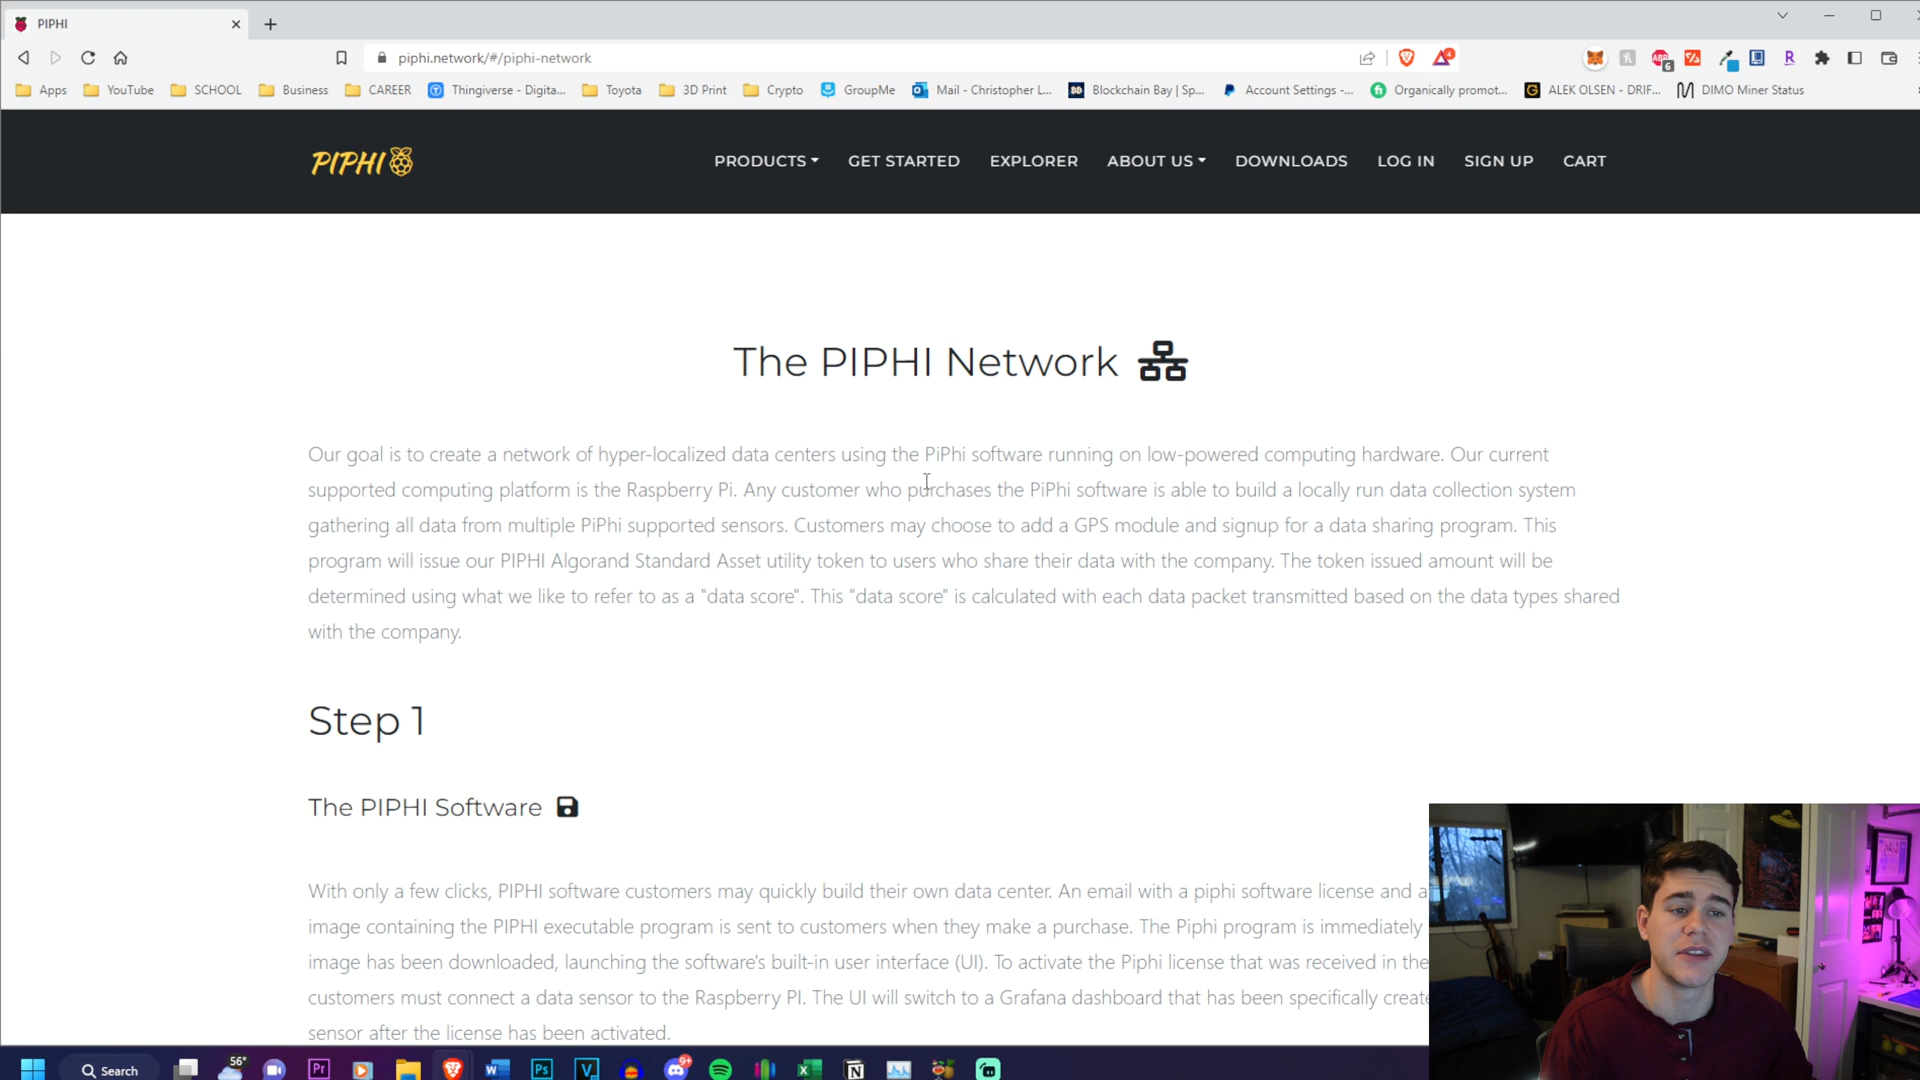 PIPHI
piphi.network/#/piphi-network
4
6
Apps YouTube SCHOOL Business CAREER Thingiverse - Digita... Toyota 3D Print Crypto GroupMe Mail - Christopher L... Blockchain Bay | Sp... Account Settings -... Organically promot... ALEK OLSEN - DRIF... DIMO Miner Status
PIPHI PRODUCTS GET STARTED EXPLORER ABOUT US DOWNLOADS LOG IN SIGN UP CART
The PIPHI Network
Our goal is to create a network of hyper-localized data centers using the PiPhi software running on low-powered computing hardware. Our current
supported computing platform is the Raspberry Pi. Any customer who purchases the PiPhi software is able to build a locally run data collection system
gathering all data from multiple PiPhi supported sensors. Customers may choose to add a GPS module and signup for a data sharing program. This
program will issue our PIPHI Algorand Standard Asset utility token to users who share their data with the company. The token issued amount will be
determined using what we like to refer to as a "data score". This "data score" is calculated with each data packet transmitted based on the data types shared
with the company.
Step 1
The PIPHI Software
With only a few clicks, PIPHI software customers may quickly build their own data center. An email with a piphi software license and a
image containing the PIPHI executable program is sent to customers when they make a purchase. The Piphi program is immediately
image has been downloaded, launching the software's built-in user interface (UI). To activate the Piphi license that was received in the
customers must connect a data sensor to the Raspberry PI. The UI will switch to a Grafana dashboard that has been specifically create
sensor after the license has been activated.
Search 56° Pr W Ps V 9+ X N